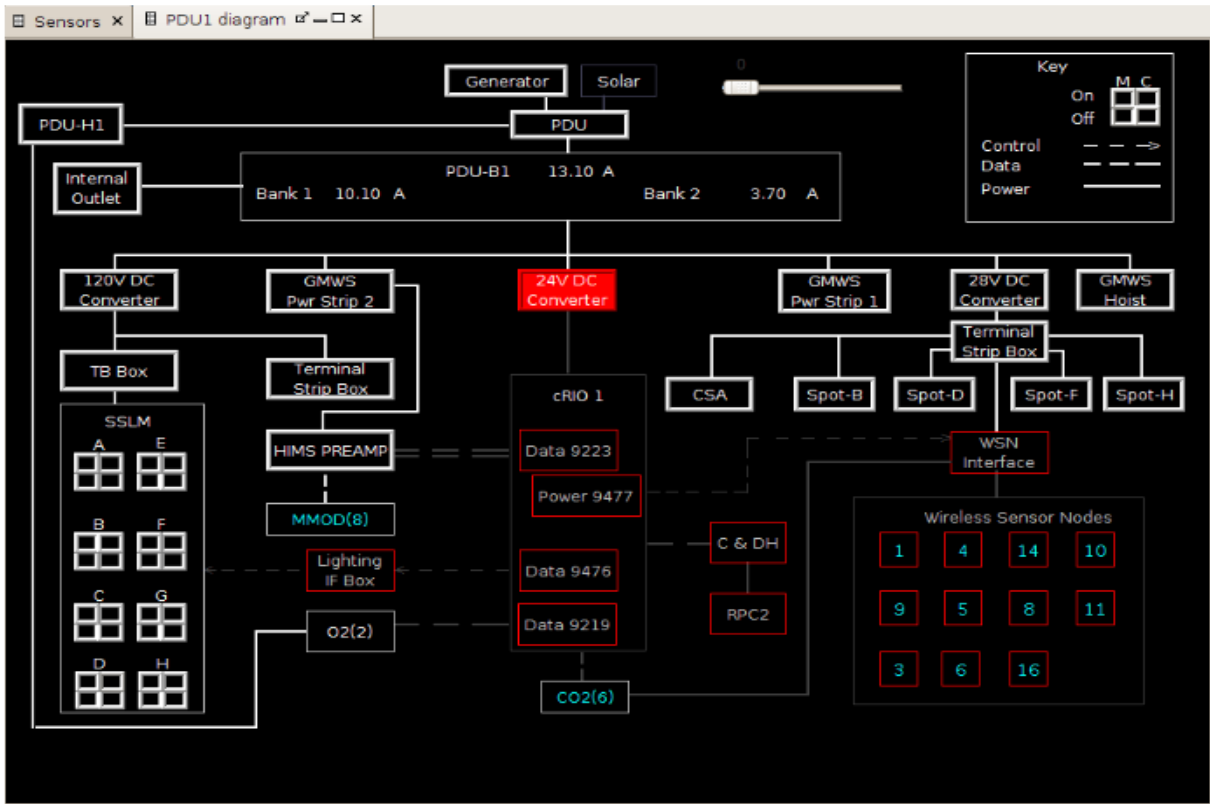 Sensors
PDU1 diagram
0
Generator
Solar
Key
M C
On
Off
Control
Data
Power
PDU-H1
PDU
Internal
Outlet
PDU-B1 13.10 A
Bank 1 10.10 A
Bank 2 3.70 A
120V DC
Converter
GMWS
Pwr Strip 2
24V DC
Converter
GMWS
Pwr Strip 1
28V DC
Converter
GMWS
Hoist
TB Box
Terminal
Strip Box
Terminal
Strip Box
CSA
Spot-B
Spot-D
Spot-F
Spot-H
SSLM
A E
B F
C G
D H
HIMS PREAMP
MMOD(8)
Lighting
IF Box
O2(2)
cRIO 1
Data 9223
Power 9477
Data 9476
Data 9219
CO2(6)
C & DH
RPC2
WSN
Interface
Wireless Sensor Nodes
1 4 14 10
9 5 8 11
3 6 16